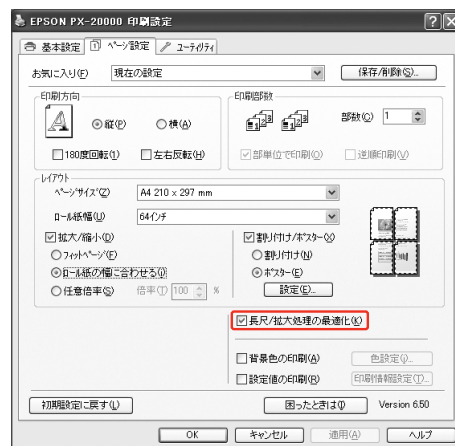 EPSON PX-20000 印刷設定
基本設定 ページ設定 ユーティリティ
お気に入り(F) 現在の設定 保存/削除(S)...
印刷方向 印刷部数
縦(P) 横(A) 部数(C) 1
180度回転(1) 左右反転(H) 部単位で印刷(O) 逆順印刷(V)
レイアウト
ページサイズ(Z) A4 210 x 297 mm
ロール紙幅(U) 64インチ
拡大/縮小(D) 割り付け/ポスター(X)
フィットページ(E) 割り付け(N)
ロール紙の幅に合わせる(J) ポスター(E)
任意倍率(S) 倍率(T) 100 % 設定(E)...
長尺/拡大処理の最適化(K)
背景色の印刷(A) 色設定(I)...
設定値の印刷(R) 印刷情報設定(T)...
初期設定に戻す(L) 困ったときは(I) Version 6.50
OK キャンセル 適用(A) ヘルプ